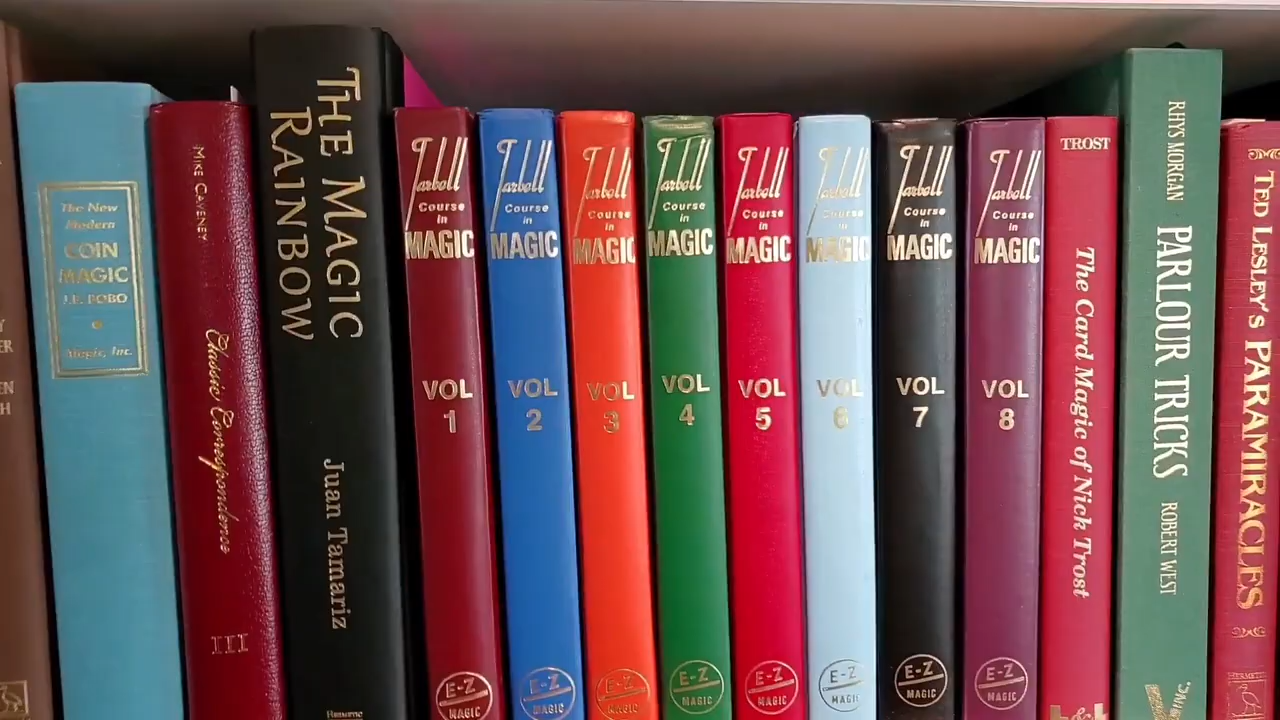 The New
Modern
COIN
MAGIC
J.B. BOBO
Magic, Inc.
MIKE CAVENEY
Classic Correspondence
III
THE MAGIC
RAINBOW
Juan Tamariz
HERMETIC
Tarbell
Course
in
MAGIC
VOL
1
E-Z
MAGIC
Tarbell
Course
in
MAGIC
VOL
2
E-Z
MAGIC
Tarbell
Course
in
MAGIC
VOL
3
E-Z
MAGIC
Tarbell
Course
in
MAGIC
VOL
4
E-Z
MAGIC
Tarbell
Course
in
MAGIC
VOL
5
E-Z
MAGIC
Tarbell
Course
in
MAGIC
VOL
6
E-Z
MAGIC
Tarbell
Course
in
MAGIC
VOL
7
E-Z
MAGIC
Tarbell
Course
in
MAGIC
VOL
8
E-Z
MAGIC
TROST
The Card Magic of Nick Trost
L&L
RHYS MORGAN
PARLOUR TRICKS
ROBERT WEST
TED LESLEY'S PARAMIRACLES
HERMETIC